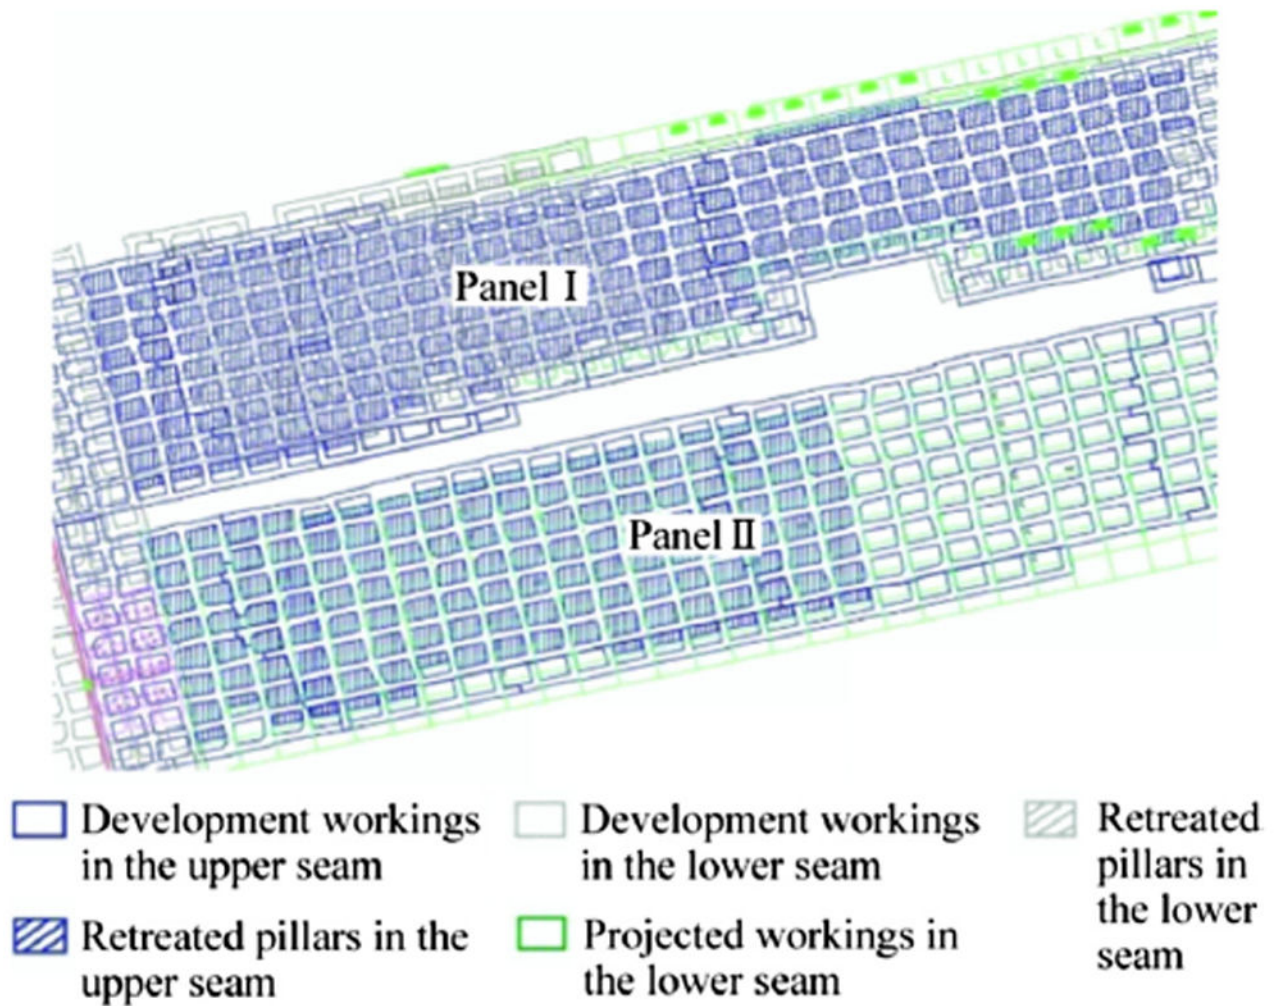 Panel I
Panel II
Development workings
in the upper seam
Development workings
in the lower seam
Retreated
pillars in
the lower
seam
Retreated pillars in the
upper seam
Projected workings in
the lower seam